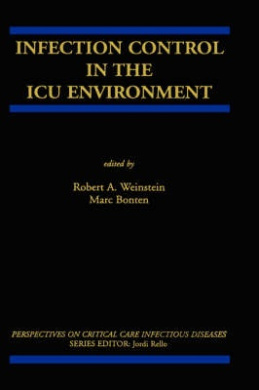 INFECTION CONTROL
IN THE
ICU ENVIRONMENT
edited by
Robert A. Weinstein
Marc Bonten
PERSPECTIVES ON CRITICAL CARE INFECTIOUS DISEASES
SERIES EDITOR: Jordi Rello